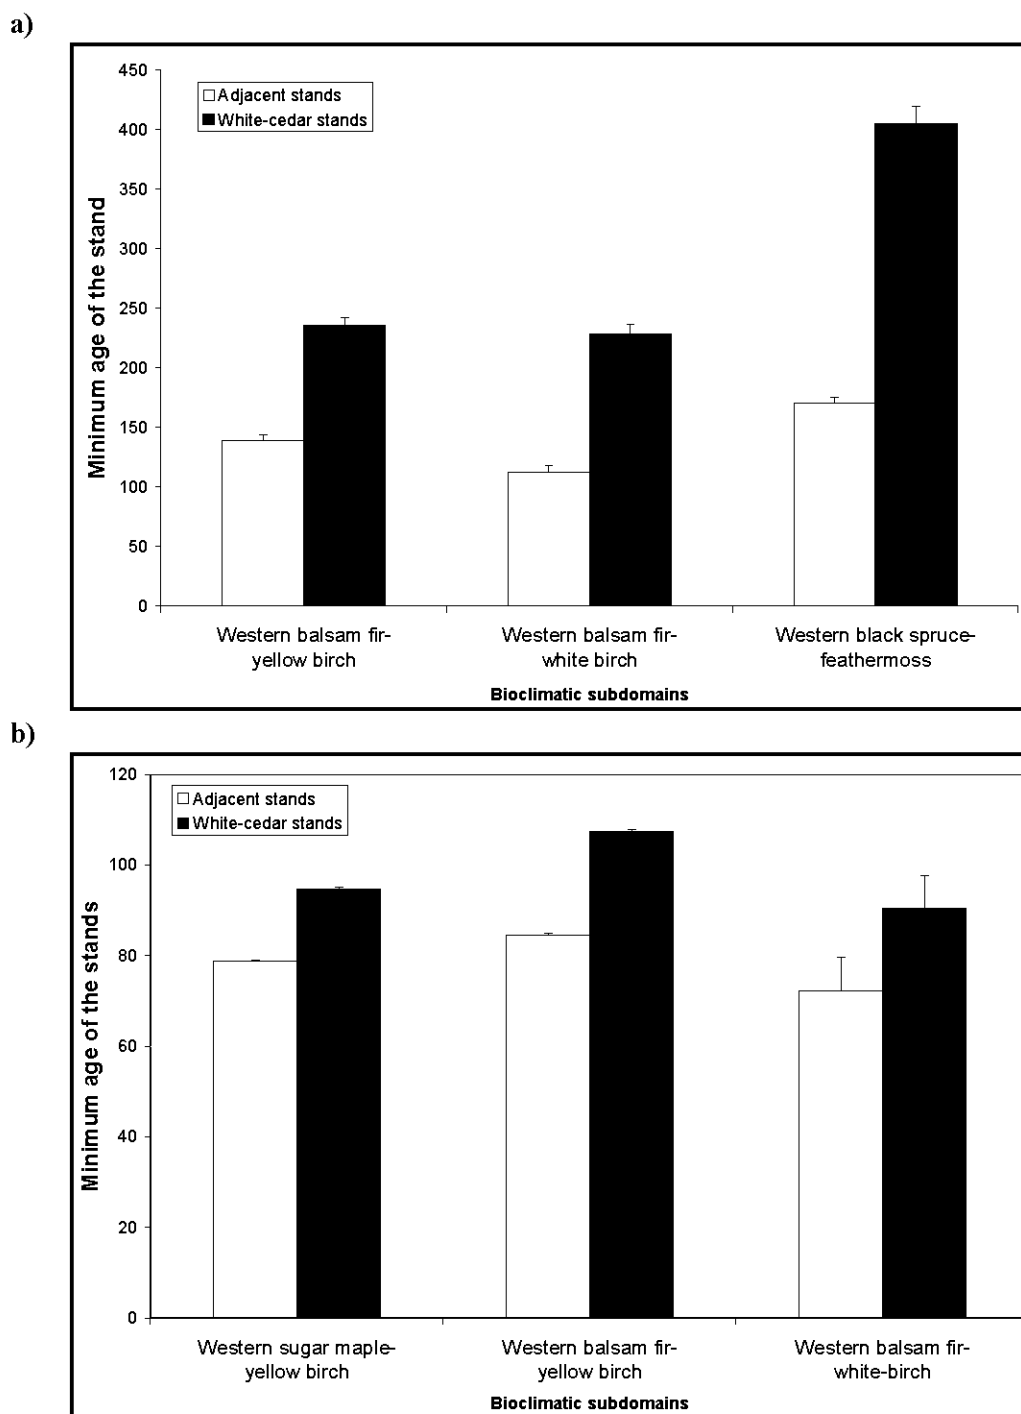 a)
Minimum age of the stand
450
400
350
300
250
200
150
100
50
0
Adjacent stands
White-cedar stands
Western balsam fir-
yellow birch
Western balsam fir-
white birch
Western black spruce-
feathermoss
Bioclimatic subdomains
b)
Minimum age of the stands
120
100
80
60
40
20
0
Adjacent stands
White-cedar stands
Western sugar maple-
yellow birch
Western balsam fir-
yellow birch
Western balsam fir-
white-birch
Bioclimatic subdomains